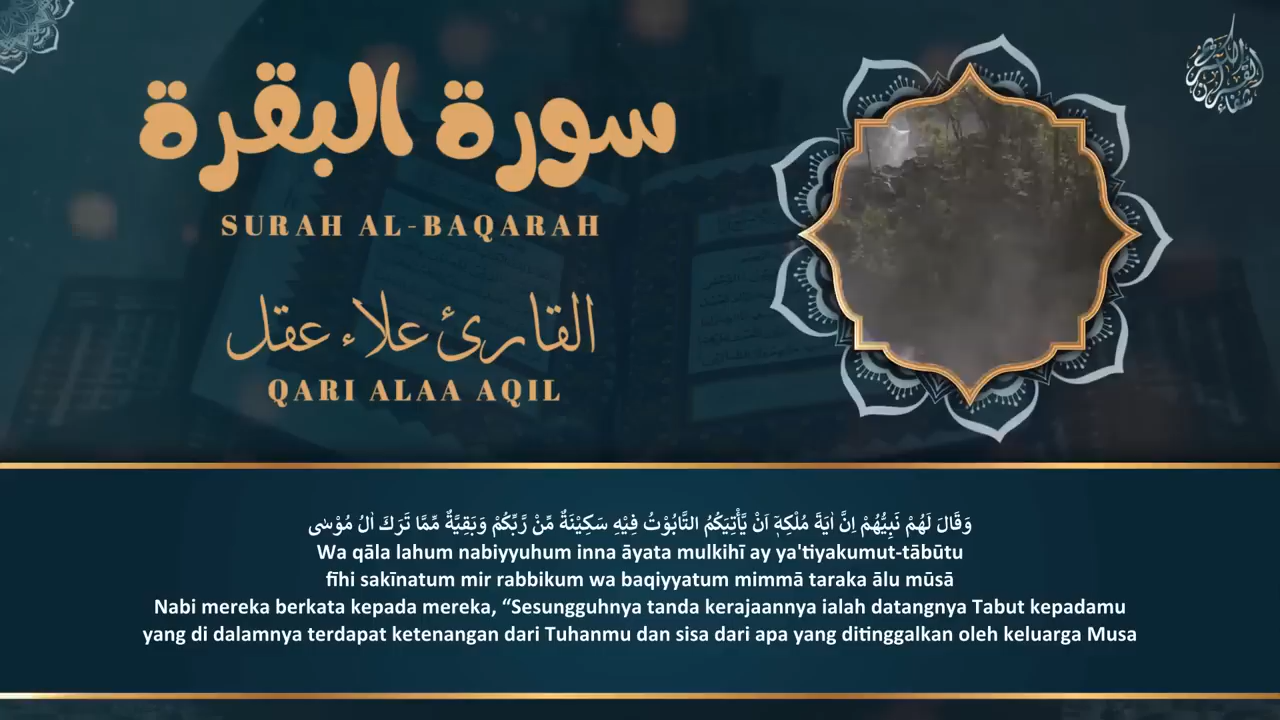 سورة البقرة
SURAH AL-BAQARAH
القارئ علاء عقل
QARI ALAA AQIL
وَقَالَ لَهُمْ نَبِيُّهُمْ اِنَّ اٰيَةَ مُلْكِهٖٓ اَنْ يَّأْتِيَكُمُ التَّابُوْتُ فِيْهِ سَكِيْنَةٌ مِّنْ رَّبِّكُمْ وَبَقِيَّةٌ مِّمَّا تَرَكَ اٰلُ مُوْسٰى
Wa qāla lahum nabiyyuhum inna āyata mulkihī ay ya'tiyakumut-tābūtu
fīhi sakīnatum mir rabbikum wa baqiyyatum mimmā taraka ālu mūsā
Nabi mereka berkata kepada mereka, “Sesungguhnya tanda kerajaannya ialah datangnya Tabut kepadamu
yang di dalamnya terdapat ketenangan dari Tuhanmu dan sisa dari apa yang ditinggalkan oleh keluarga Musa